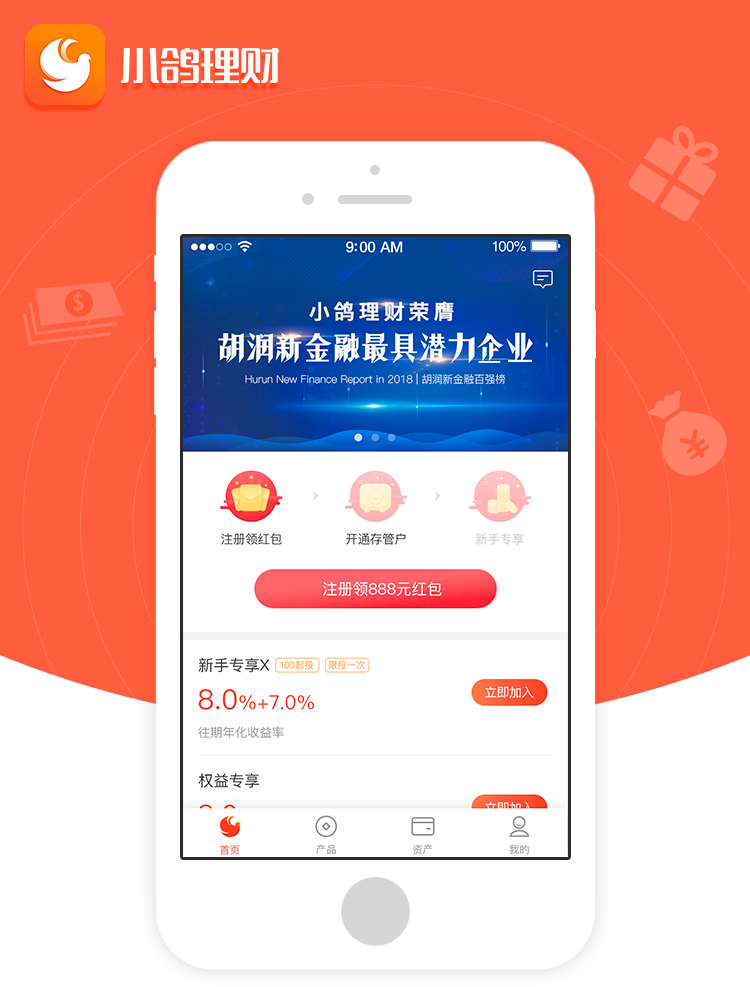 小鸽理财
9:00 AM
100%
小鸽理财荣膺
胡润新金融最具潜力企业
Hurun New Finance Report in 2018 | 胡润新金融百强榜
注册领红包
开通存管户
新手专享
注册领888元红包
新手专享X 100起投 限投一次
8.0%+7.0%
立即加入
往期年化收益率
权益专享
立即加入
首页
产品
资产
我的